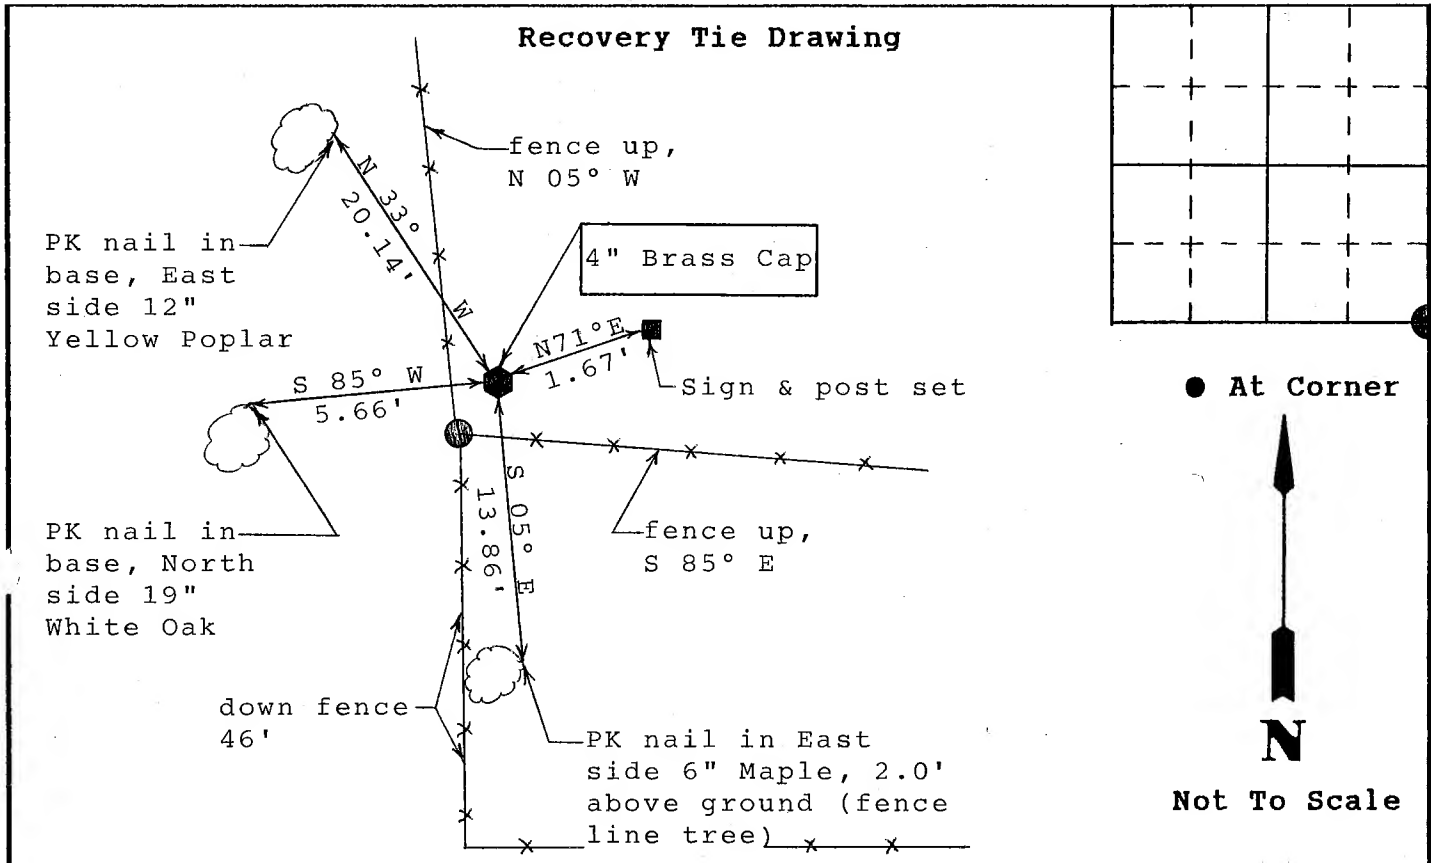 Recovery Tie Drawing
fence up,
N 05° W
N 33° W
20.14'
PK nail in
base, East
side 12"
Yellow Poplar
4" Brass Cap
N71°E
1.67'
Sign & post set
S 85° W
5.66'
At Corner
S 05° E
13.86'
PK nail in
base, North
side 19"
White Oak
fence up,
S 85° E
down fence
46'
PK nail in East
side 6" Maple, 2.0'
above ground (fence
line tree)
N
Not To Scale